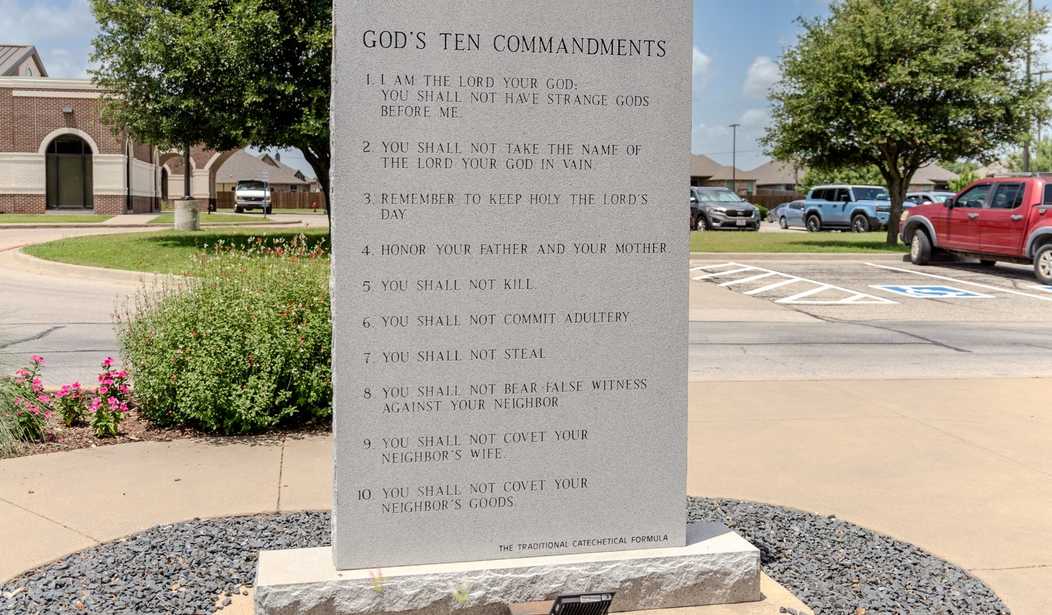 GOD'S TEN COMMANDMENTS
1. I AM THE LORD YOUR GOD;
YOU SHALL NOT HAVE STRANGE GODS
BEFORE ME.
2. YOU SHALL NOT TAKE THE NAME OF
THE LORD YOUR GOD IN VAIN.
3. REMEMBER TO KEEP HOLY THE LORD'S
DAY
4. HONOR YOUR FATHER AND YOUR MOTHER.
5. YOU SHALL NOT KILL.
6. YOU SHALL NOT COMMIT ADULTERY.
7. YOU SHALL NOT STEAL
8. YOU SHALL NOT BEAR FALSE WITNESS
AGAINST YOUR NEIGHBOR
9. YOU SHALL NOT COVET YOUR
NEIGHBOR'S WIFE.
10. YOU SHALL NOT COVET YOUR
NEIGHBOR'S GOODS.
THE TRADITIONAL CATECHETICAL FORMULA